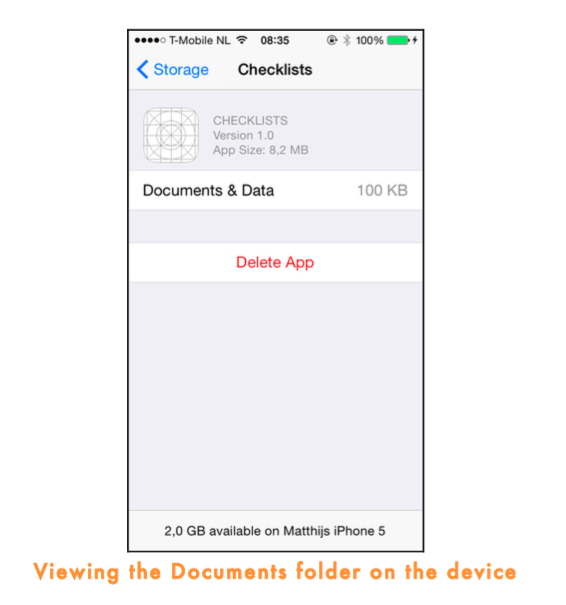 T-Mobile NL 08:35 100%
Storage Checklists
CHECKLISTS
Version 1.0
App Size: 8,2 MB
Documents & Data 100 KB
Delete App
2,0 GB available on Matthijs iPhone 5
Viewing the Documents folder on the device